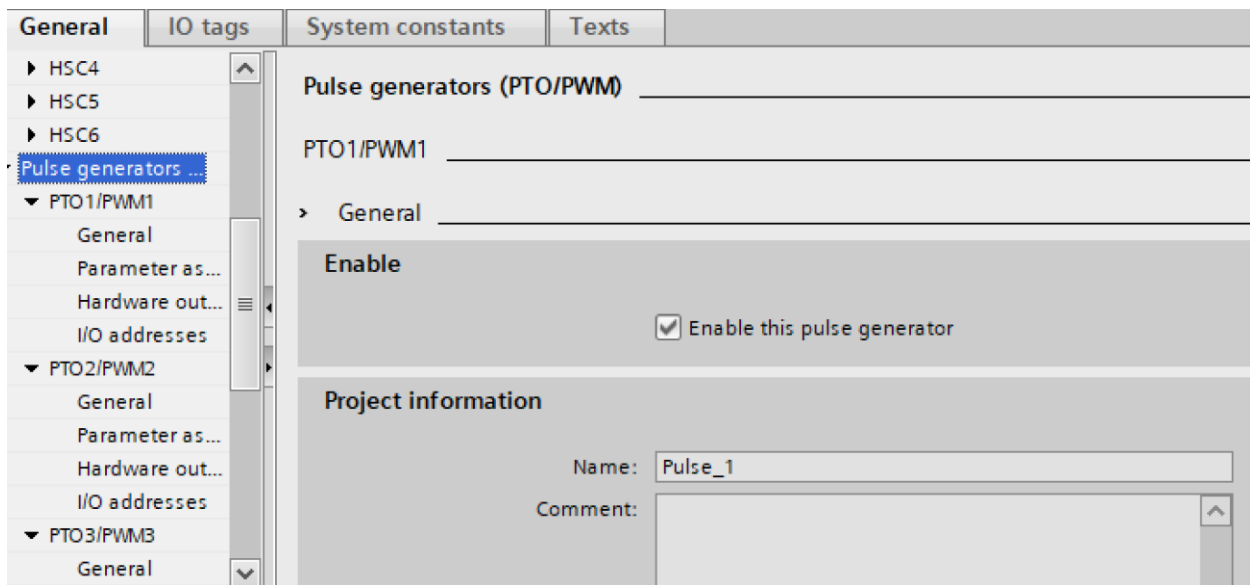 General IO tags System constants Texts
HSC4
HSC5
HSC6
Pulse generators ...
PTO1/PWM1
General
Parameter as...
Hardware out...
I/O addresses
PTO2/PWM2
General
Parameter as...
Hardware out...
I/O addresses
PTO3/PWM3
General
Pulse generators (PTO/PWM)
PTO1/PWM1
General
Enable
Enable this pulse generator
Project information
Name: Pulse_1
Comment: